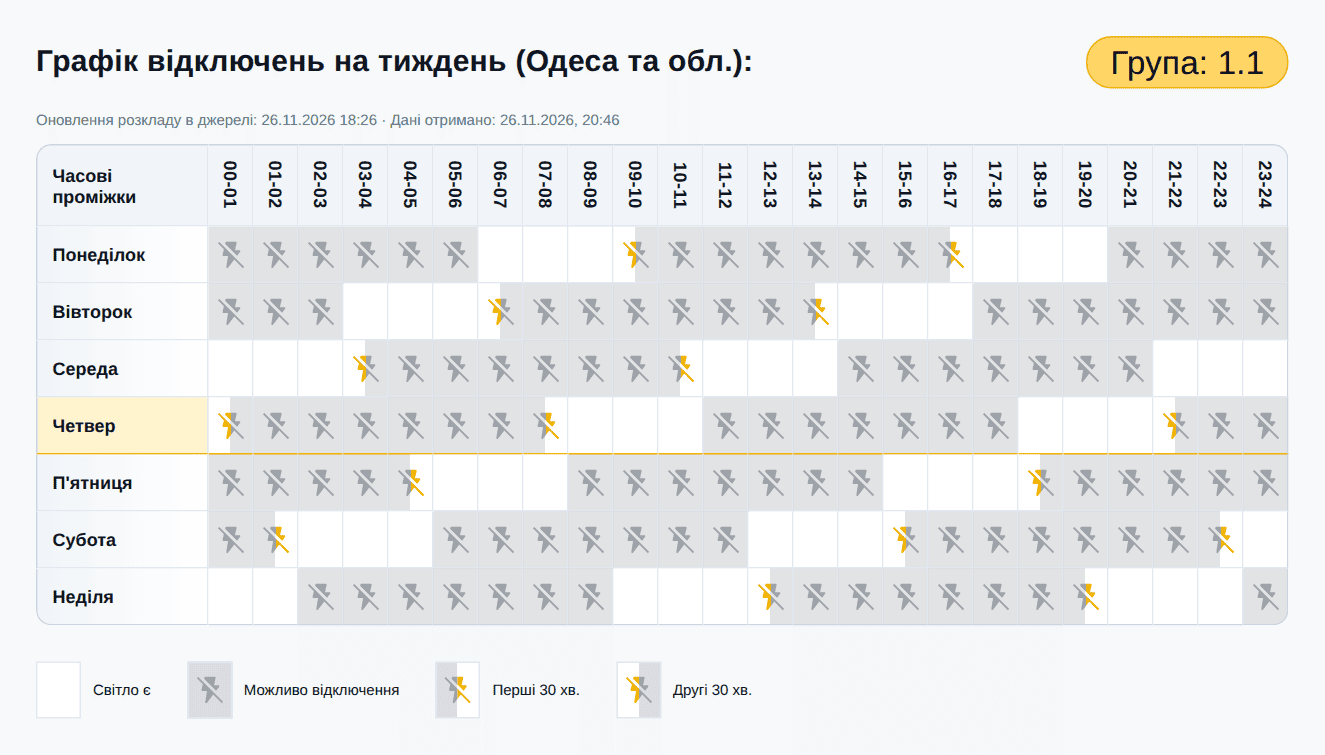 Графік відключень на тиждень (Одеса та обл.):
Група: 1.1
Оновлення розкладу в джерелі: 26.11.2026 18:26 · Дані отримано: 26.11.2026, 20:46
Часові
проміжки
00-01 01-02 02-03 03-04 04-05 05-06 06-07 07-08 08-09 09-10 10-11 11-12 12-13 13-14 14-15 15-16 16-17 17-18 18-19 19-20 20-21 21-22 22-23 23-24
Понеділок
Вівторок
Середа
Четвер
П'ятниця
Субота
Неділя
Світло є
Можливо відключення
Перші 30 хв.
Другі 30 хв.